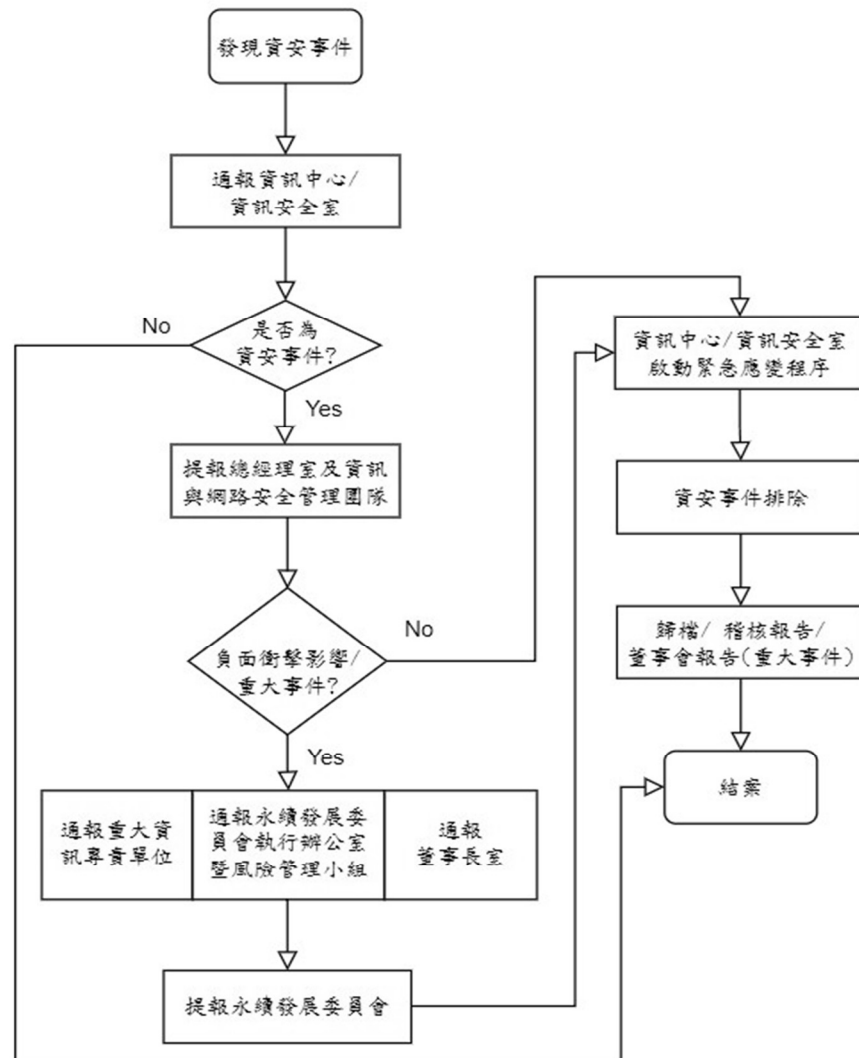 發現資安事件
通報資訊中心/
資訊安全室
No
是否為
資安事件?
Yes
提報總經理室及資訊
與網路安全管理團隊
負面衝擊影響/
重大事件?
No
Yes
通報重大資
訊專責單位
通報永續發展委
員會執行辦公室
暨風險管理小組
通報
董事長室
提報永續發展委員會
資訊中心/資訊安全室
啟動緊急應變程序
資安事件排除
歸檔/ 稽核報告/
董事會報告(重大事件)
結案